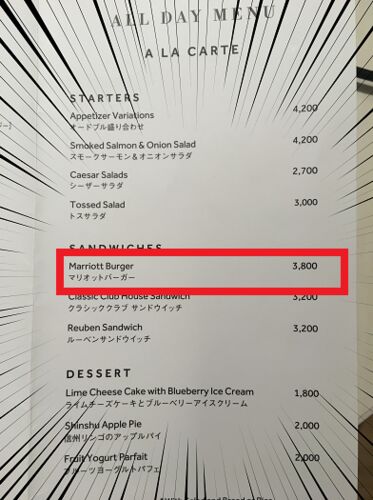 ALL DAY MENU
A LA CARTE
STARTERS
Appetizer Variations 4,200
オードブル盛り合わせ
Smoked Salmon & Onion Salad 4,200
スモークサーモン&オニオンサラダ
Caesar Salads 2,700
シーザーサラダ
Tossed Salad 3,000
トスサラダ
SANDWICHES
Marriott Burger 3,800
マリオットバーガー
Classic Club House Sandwich 3,200
クラシッククラブ サンドウイッチ
Reuben Sandwich 3,200
ルーベンサンドウイッチ
DESSERT
Lime Cheese Cake with Blueberry Ice Cream 1,800
ライムチーズケーキとブルーベリーアイスクリーム
Shinshu Apple Pie 2,000
信州リンゴのアップルパイ
Fruit Yogurt Parfait 2,000
フルーツヨーグルトパフェ